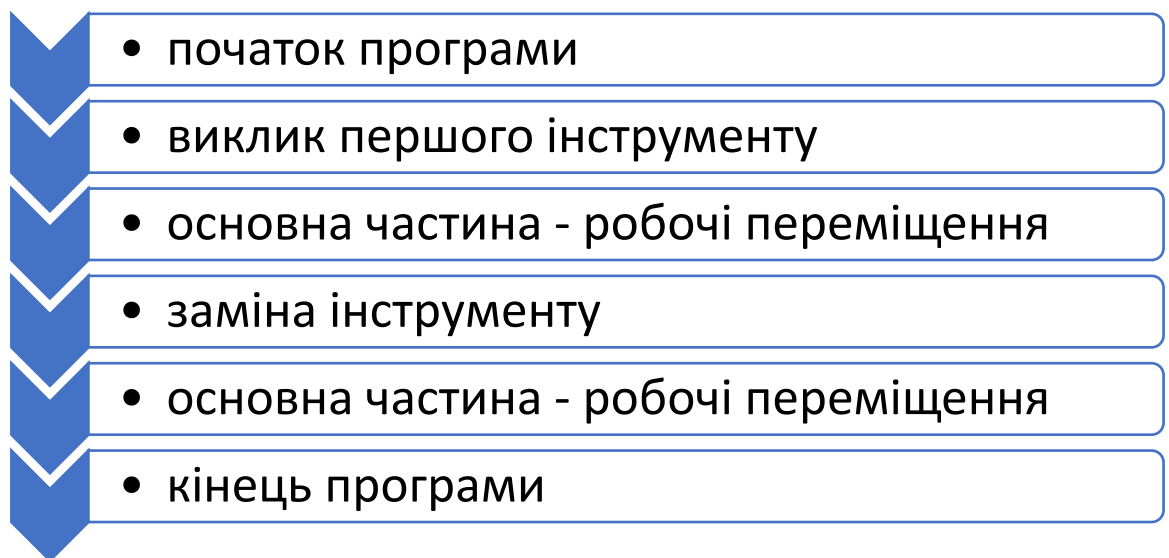 • початок програми
• виклик першого інструменту
• основна частина - робочі переміщення
• заміна інструменту
• основна частина - робочі переміщення
• кінець програми